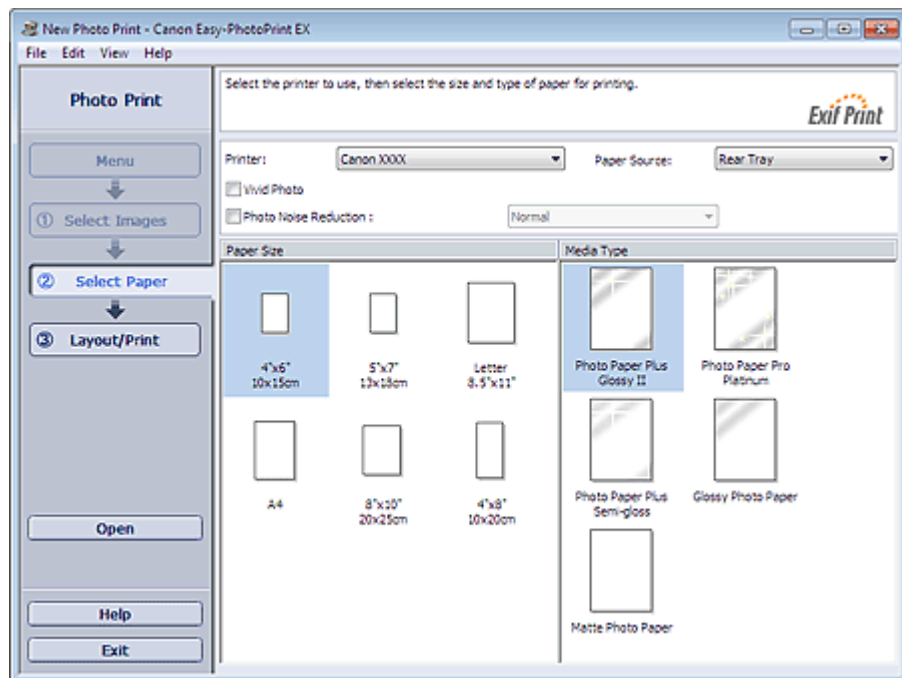 New Photo Print - Canon Easy-PhotoPrint EX
File Edit View Help
Photo Print
Select the printer to use, then select the size and type of paper for printing.
Exif Print
Menu
① Select Images
② Select Paper
③ Layout/Print
Open
Help
Exit
Printer: Canon XXXX Paper Source: Rear Tray
Vivid Photo
Photo Noise Reduction : Normal
Paper Size
4"x6"
10x15cm
5"x7"
13x18cm
Letter
8.5"x11"
A4
8"x10"
20x25cm
4"x8"
10x20cm
Media Type
Photo Paper Plus
Glossy II
Photo Paper Pro
Platinum
Photo Paper Plus
Semi-gloss
Glossy Photo Paper
Matte Photo Paper